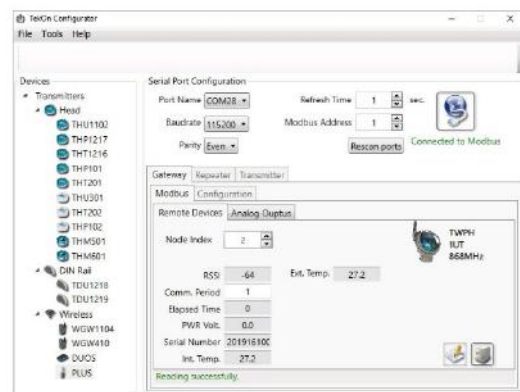 TekOn Configurator
File Tools Help
Devices
Transmitters
Head
THU1102
THP1217
THT1216
THP101
THT201
THU301
THT202
THP102
THM501
THM601
DIN Rail
TDU1218
TDU1219
Wireless
WGW1104
WGW410
DUOS
PLUS
Serial Port Configuration
Port Name COM28
Refresh Time 1 sec.
Baudrate 115200
Modbus Address 1
Parity Even
Rescan ports
Connected to Modbus
Gateway Repeater Transmitter
Modbus Configuration
Remote Devices Analog Ouptus
Node Index 2
TWPH
1UT
868MHz
RSSI -64
Ext. Temp. 27.2
Comm. Period 1
Elapsed Time 0
PWR Volt. 0.0
Serial Number 201916100
Int. Temp. 27.2
Reading successfully.